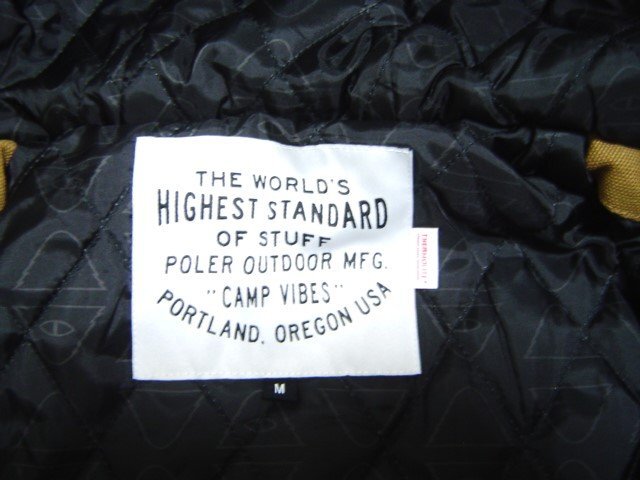 THE WORLD'S
HIGHEST STANDARD
OF STUFF
POLER OUTDOOR MFG.
"CAMP VIBES"
PORTLAND, OREGON USA
M